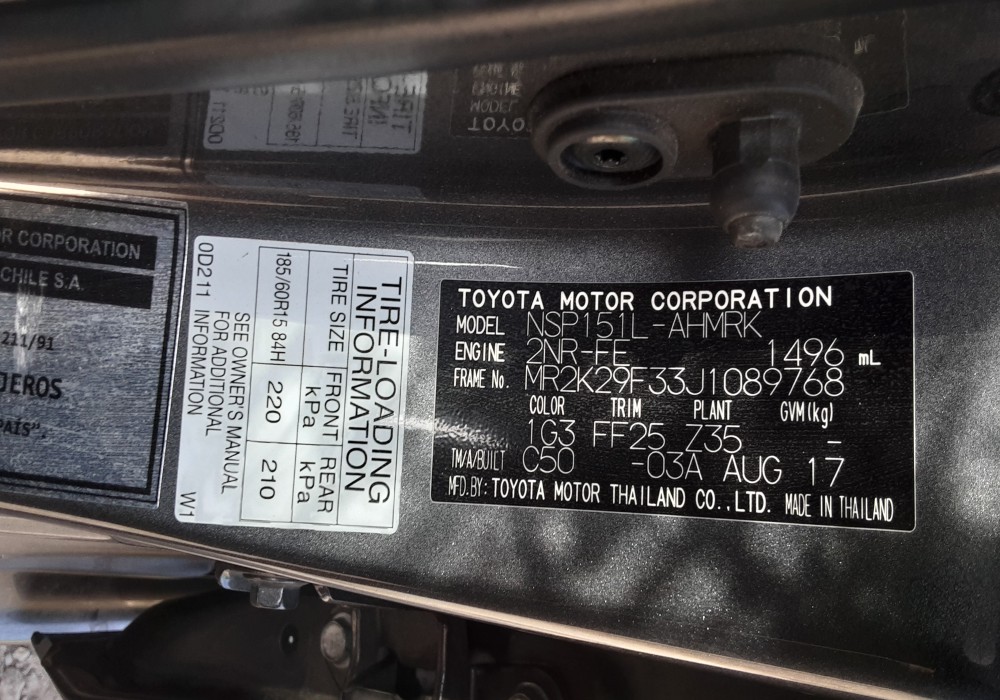 R CORPORATION
CHILE S.A.
211/91
JEROS
PAÍS".
TIRE-LOADING
INFORMATION
TIRE SIZE FRONT REAR
kPa kPa
185/60R15 84H 220 210
SEE OWNER'S MANUAL
FOR ADDITIONAL
INFORMATION
0D211 W1
TOYOTA MOTOR CORPORATION
MODEL NSP151L-AHMRK
ENGINE 2NR-FE 1496 mL
FRAME No. MR2K29F33J1089768
COLOR TRIM PLANT GVM(kg)
1G3 FF25 Z35 -
TM/A/BUILT C50 -03A AUG 17
MFD.BY: TOYOTA MOTOR THAILAND CO.,LTD. MADE IN THAILAND